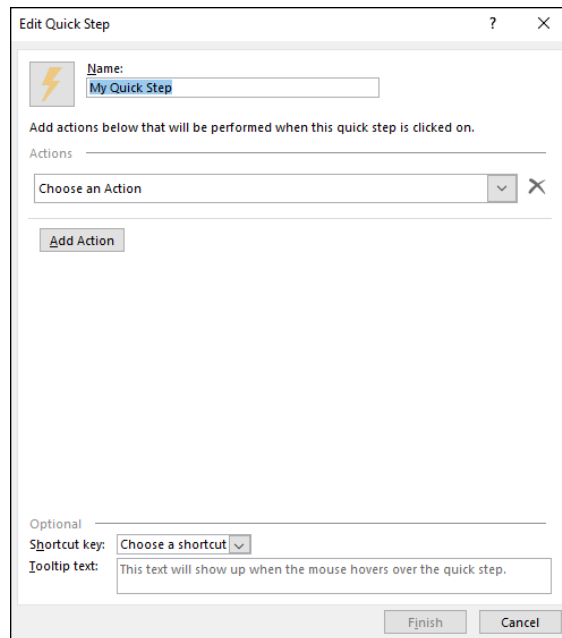 Edit Quick Step ?
Name:
My Quick Step
Add actions below that will be performed when this quick step is clicked on.
Actions
Choose an Action
Add Action
Optional
Shortcut key: Choose a shortcut
Tooltip text: This text will show up when the mouse hovers over the quick step.
Finish Cancel